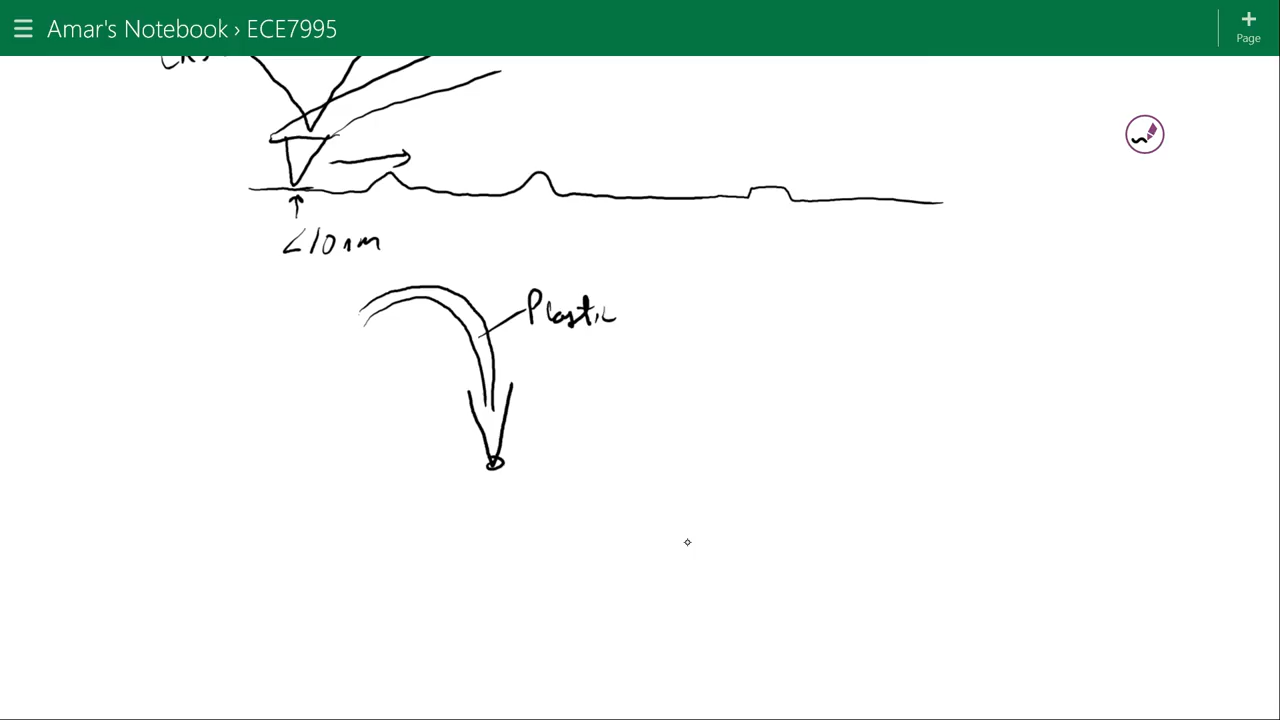 Amar's Notebook › ECE7995
Page
<10nm
Plastic